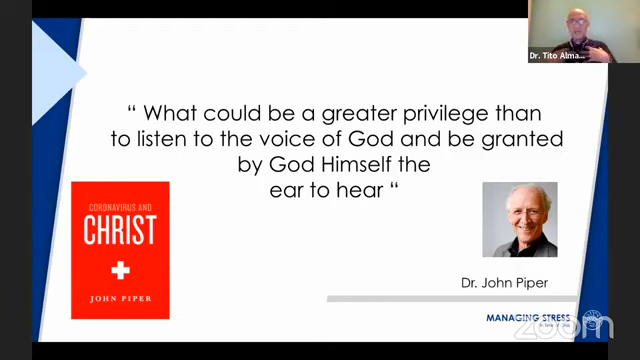 Dr. Tito Alma...
“ What could be a greater privilege than
to listen to the voice of God and be granted
by God Himself the
ear to hear “
CORONAVIRUS AND
CHRIST
JOHN PIPER
Dr. John Piper
MANAGING STRESS
zoom